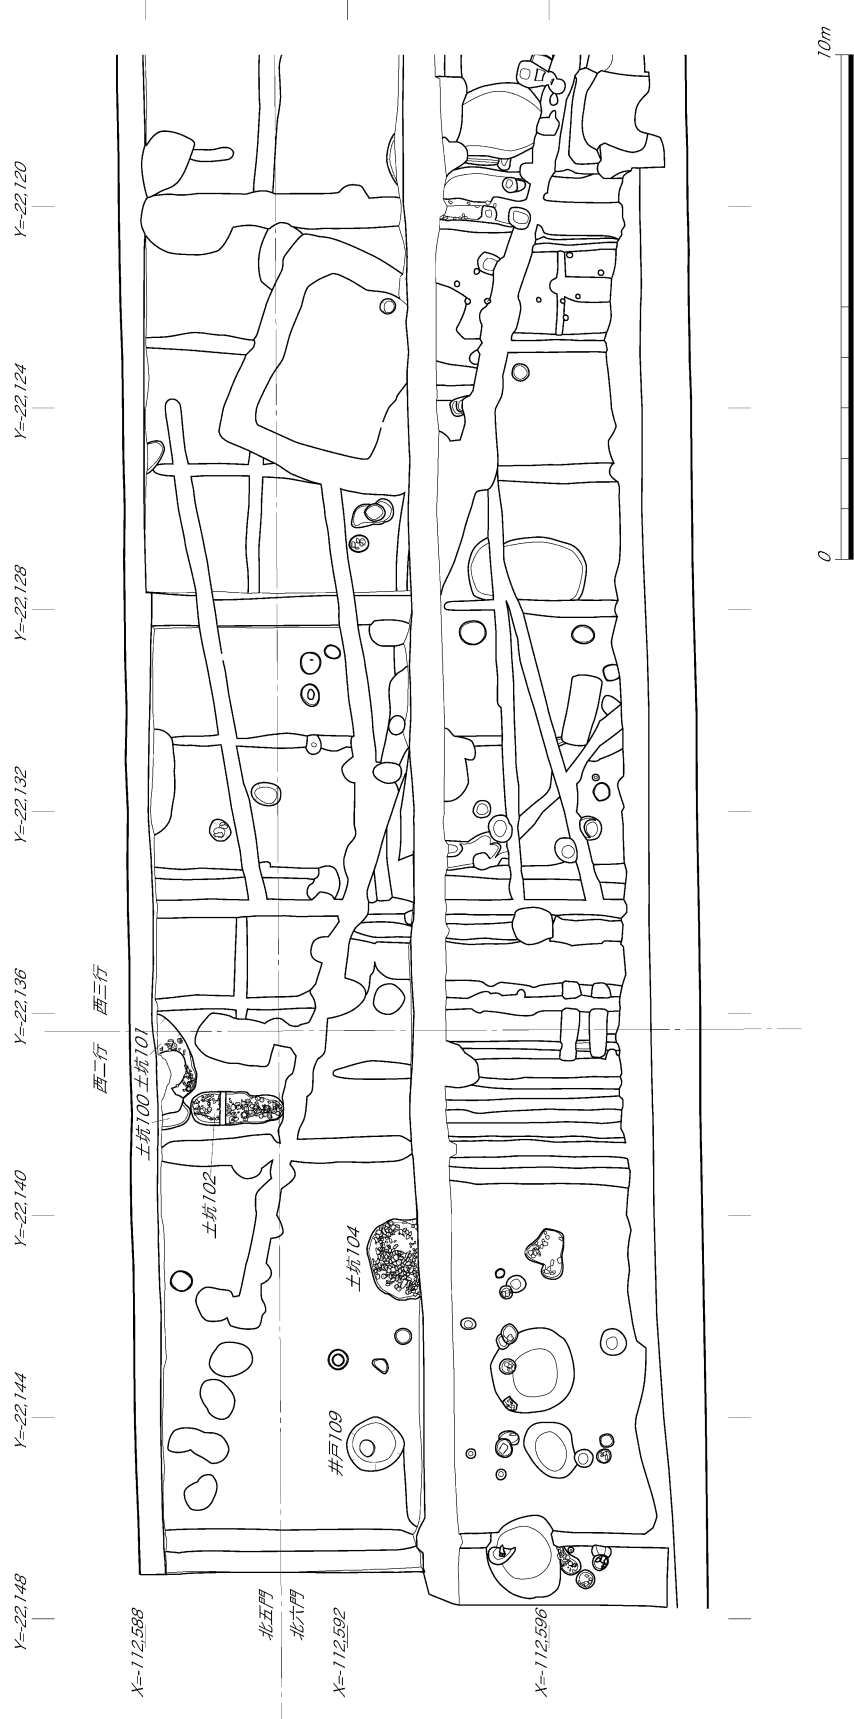 10m
0
Y=-22,120
Y=-22,124
Y=-22,128
Y=-22,132
Y=-22,136
Y=-22,140
Y=-22,144
Y=-22,148
西三行
西二行
土坑100 土坑101
土坑102
土坑104
井戸109
北五門
北六門
X=-112,588
X=-112,592
X=-112,596